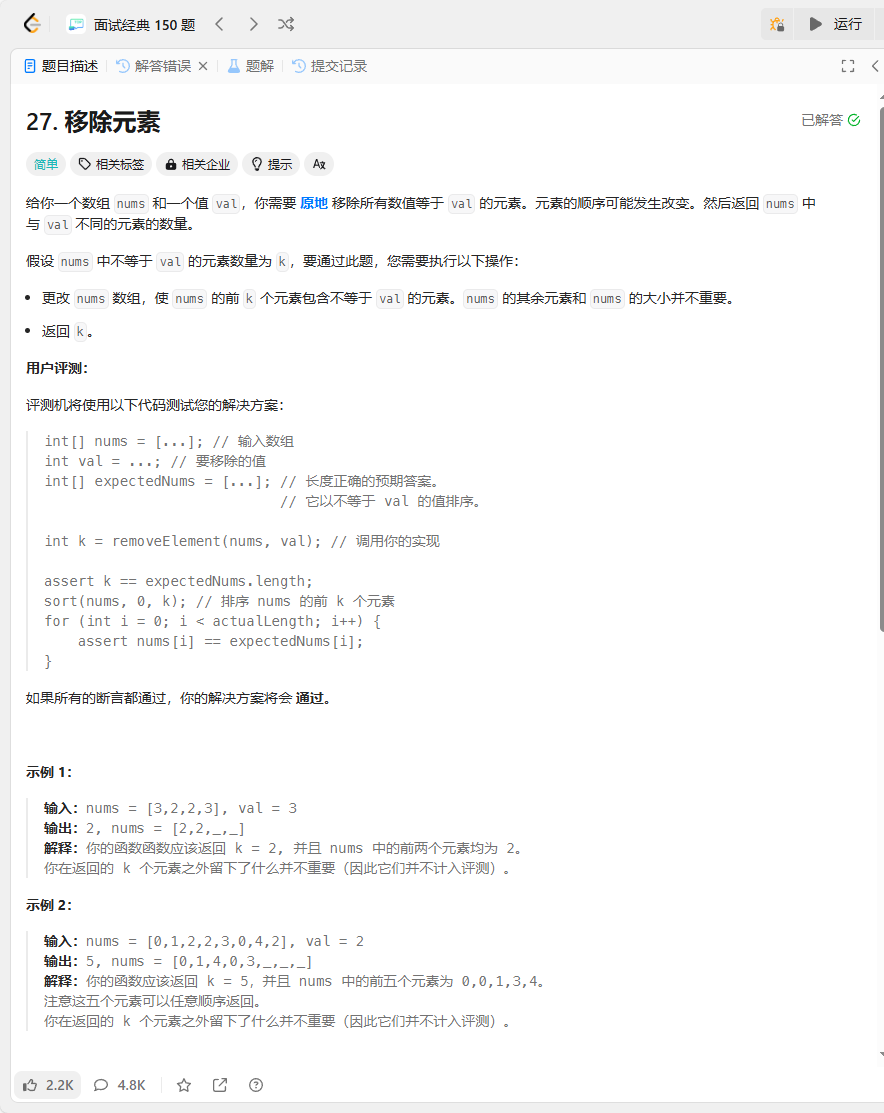 面试经典 150 题
运行
题目描述 解答错误 题解 提交记录
27. 移除元素
已解答
简单 相关标签 相关企业 提示
给你一个数组 nums 和一个值 val，你需要 原地 移除所有数值等于 val 的元素。元素的顺序可能发生改变。然后返回 nums 中
与 val 不同的元素的数量。
假设 nums 中不等于 val 的元素数量为 k，要通过此题，您需要执行以下操作：
• 更改 nums 数组，使 nums 的前 k 个元素包含不等于 val 的元素。nums 的其余元素和 nums 的大小并不重要。
• 返回 k。
用户评测：
评测机将使用以下代码测试您的解决方案：
int[] nums = [...]; // 输入数组
int val = ...; // 要移除的值
int[] expectedNums = [...]; // 长度正确的预期答案。
// 它以不等于 val 的值排序。
int k = removeElement(nums, val); // 调用你的实现
assert k == expectedNums.length;
sort(nums, 0, k); // 排序 nums 的前 k 个元素
for (int i = 0; i < actualLength; i++) {
assert nums[i] == expectedNums[i];
}
如果所有的断言都通过，你的解决方案将会 通过。
示例 1：
输入：nums = [3,2,2,3], val = 3
输出：2, nums = [2,2,_,_]
解释：你的函数函数应该返回 k = 2, 并且 nums 中的前两个元素均为 2。
你在返回的 k 个元素之外留下了什么并不重要（因此它们并不计入评测）。
示例 2：
输入：nums = [0,1,2,2,3,0,4,2], val = 2
输出：5, nums = [0,1,4,0,3,_,_,_]
解释：你的函数应该返回 k = 5，并且 nums 中的前五个元素为 0,0,1,3,4。
注意这五个元素可以任意顺序返回。
你在返回的 k 个元素之外留下了什么并不重要（因此它们并不计入评测）。
2.2K 4.8K